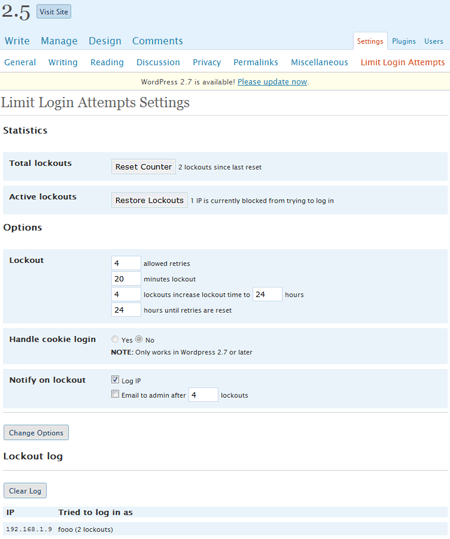 2.5 Visit Site
Write Manage Design Comments Settings Plugins Users
General Writing Reading Discussion Privacy Permalinks Miscellaneous Limit Login Attempts
WordPress 2.7 is available! Please update now.
Limit Login Attempts Settings
Statistics
Total lockouts Reset Counter 2 lockouts since last reset
Active lockouts Restore Lockouts 1 IP is currently blocked from trying to log in
Options
Lockout 4 allowed retries
20 minutes lockout
4 lockouts increase lockout time to 24 hours
24 hours until retries are reset
Handle cookie login Yes No
NOTE: Only works in Wordpress 2.7 or later
Notify on lockout Log IP
Email to admin after 4 lockouts
Change Options
Lockout log
Clear Log
IP Tried to log in as
192.168.1.9 fooo (2 lockouts)